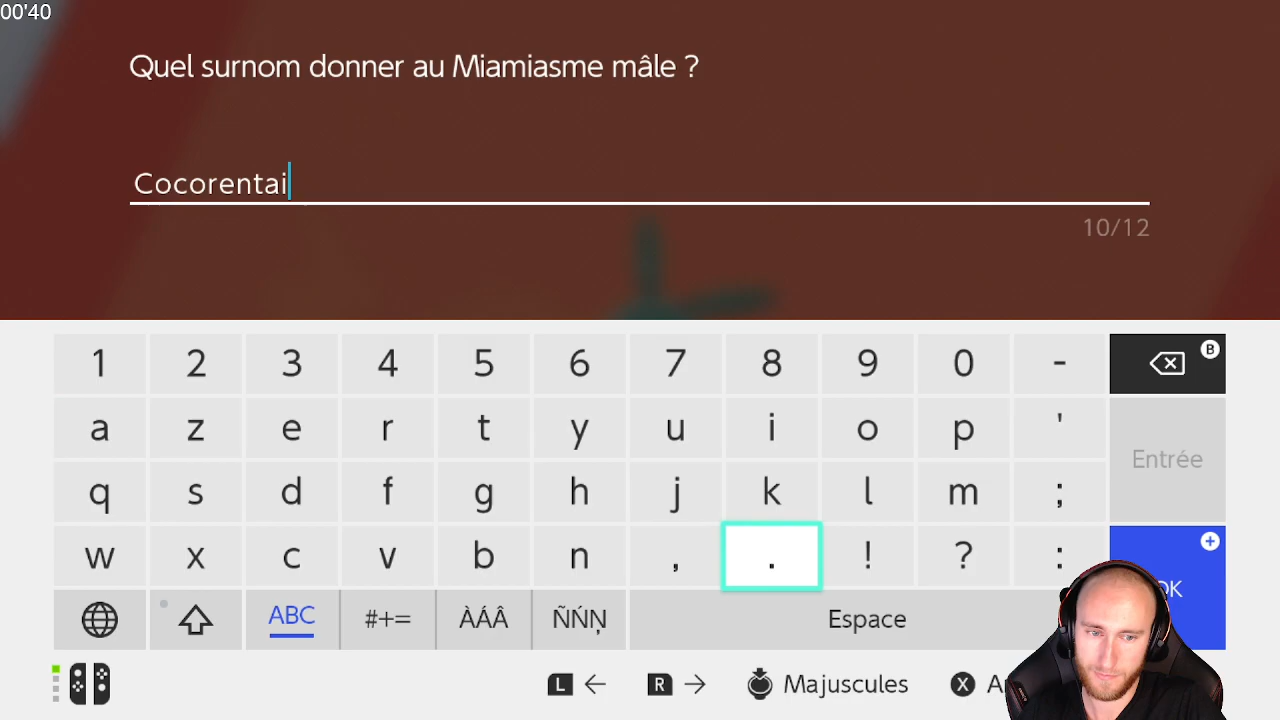 00'40
Quel surnom donner au Miamiasme mâle ?
Cocorentai
10/12
1 2 3 4 5 6 7 8 9 0 - B
a z e r t y u i o p '
Entrée
q s d f g h j k l m ;
w x c v b n , . ! ? : +
OK
ABC #+= ÀÁÂ ÑŃŅ Espace
L ← R → Majuscules X